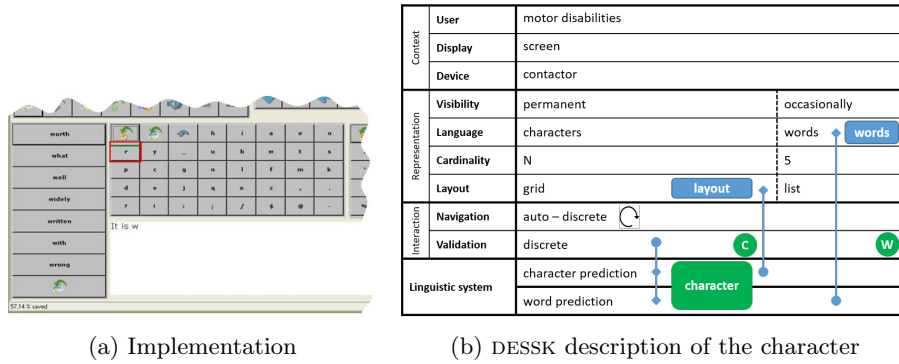 worth
what
well
widely
written
with
wrong
h i a e o
r y _ u b w t s
p c g n l f m k
d v j q x z , .
? ! : ; / $ @ -
It is w
57.14 % saved
(a) Implementation
Context
User motor disabilities
Display screen
Device contactor
Representation
Visibility permanent occasionally
Language characters words words
Cardinality N 5
Layout grid layout list
Interaction
Navigation auto – discrete
Validation discrete C W
Linguistic system
character prediction
character
word prediction
(b) DESSK description of the character